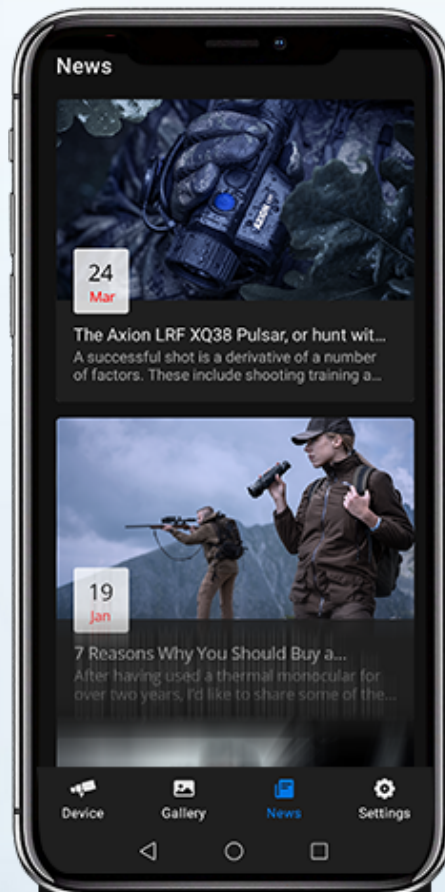 News
AXION
24
Mar
The Axion LRF XQ38 Pulsar, or hunt wit...
A successful shot is a derivative of a number
of factors. These include shooting training a...
19
Jan
7 Reasons Why You Should Buy a...
After having used a thermal monocular for
over two years, I'd like to share some of the...
Device
Gallery
News
Settings